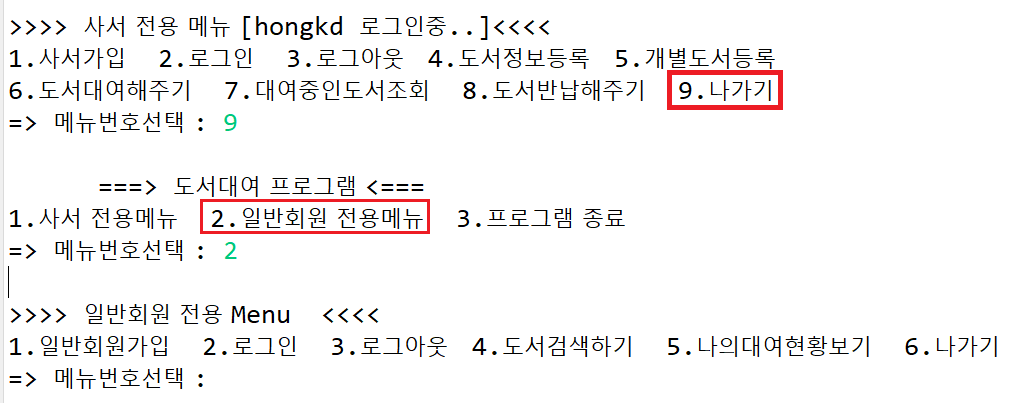 >>>> 사서 전용 메뉴 [hongkd 로그인중..]<<<<
1.사서가입 2.로그인 3.로그아웃 4.도서정보등록 5.개별도서등록
6.도서대여해주기 7.대여중인도서조회 8.도서반납해주기 9.나가기
=> 메뉴번호선택 : 9
===> 도서대여 프로그램 <===
1.사서 전용메뉴 2.일반회원 전용메뉴 3.프로그램 종료
=> 메뉴번호선택 : 2
>>>> 일반회원 전용 Menu <<<<
1.일반회원가입 2.로그인 3.로그아웃 4.도서검색하기 5.나의대여현황보기 6.나가기
=> 메뉴번호선택 :